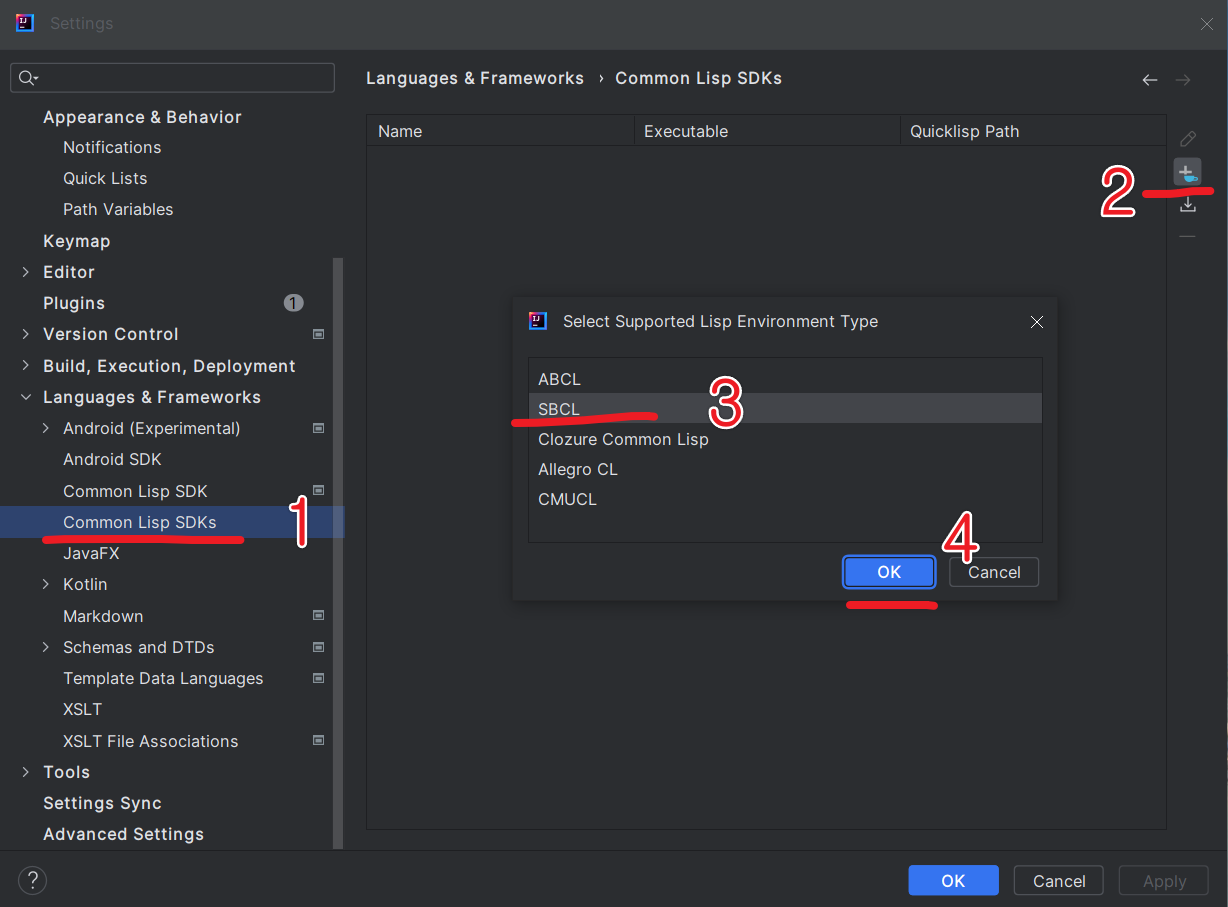 Settings
Languages & Frameworks › Common Lisp SDKs
Appearance & Behavior
Notifications
Quick Lists
Path Variables
Keymap
Editor
Plugins 1
Version Control
Build, Execution, Deployment
Languages & Frameworks
Android (Experimental)
Android SDK
Common Lisp SDK
Common Lisp SDKs
JavaFX
Kotlin
Markdown
Schemas and DTDs
Template Data Languages
XSLT
XSLT File Associations
Tools
Settings Sync
Advanced Settings
1
Name Executable Quicklisp Path
2
Select Supported Lisp Environment Type
ABCL
SBCL
3
Clozure Common Lisp
Allegro CL
CMUCL
4
OK Cancel
? OK Cancel Apply